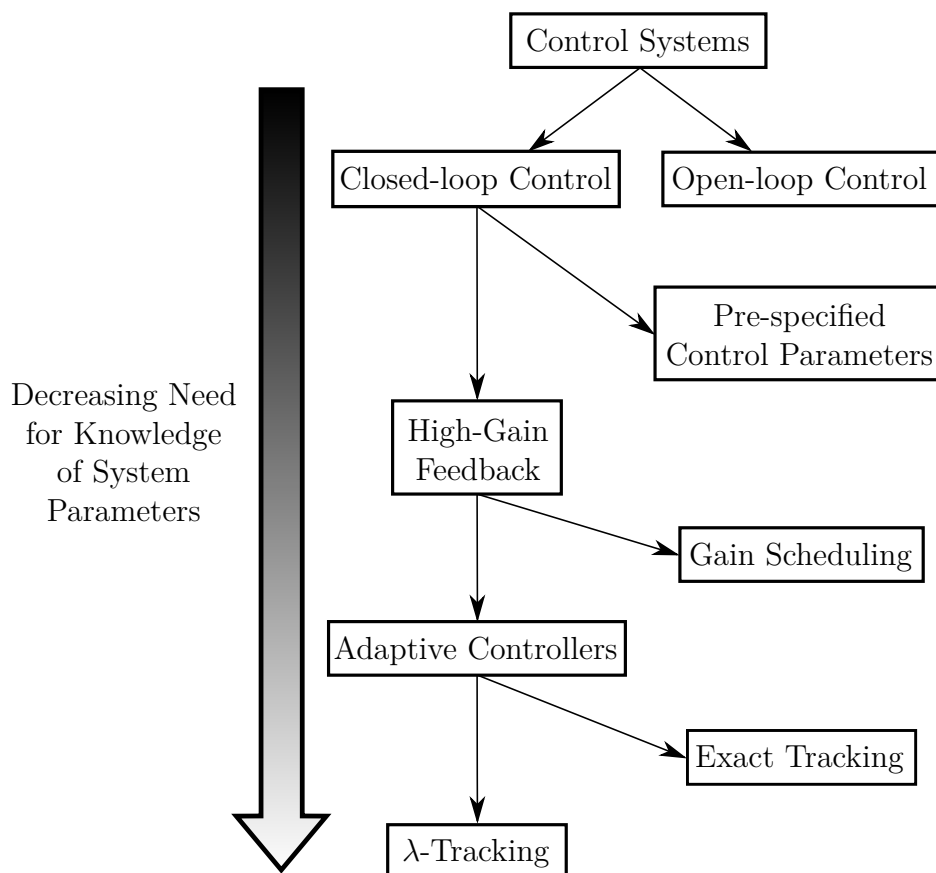 Control Systems
Closed-loop Control
Open-loop Control
Pre-specified
Control Parameters
Decreasing Need
for Knowledge
of System
Parameters
High-Gain
Feedback
Gain Scheduling
Adaptive Controllers
Exact Tracking
λ-Tracking